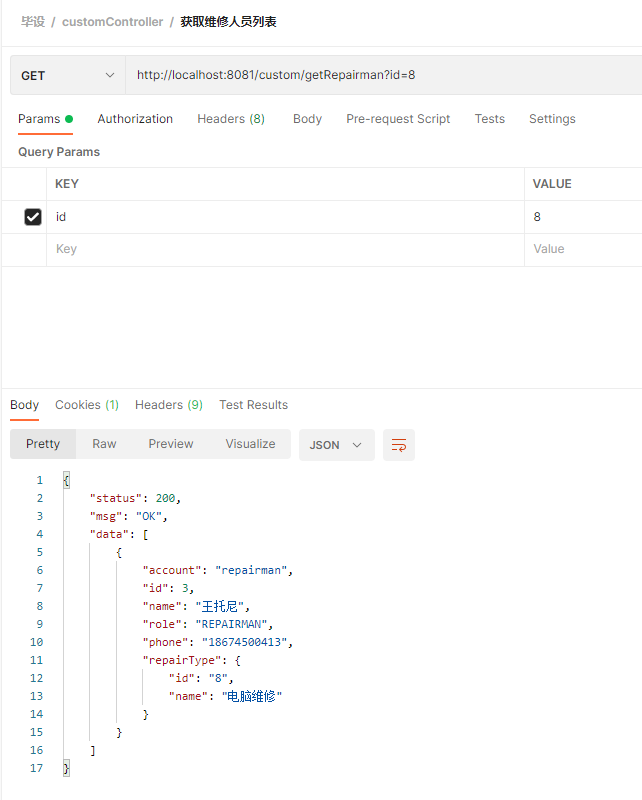 毕设 / customController / 获取维修人员列表
GET http://localhost:8081/custom/getRepairman?id=8
Params Authorization Headers (8) Body Pre-request Script Tests Settings
Query Params
KEY VALUE
id 8
Key Value
Body Cookies (1) Headers (9) Test Results
Pretty Raw Preview Visualize JSON
1 {
2 "status": 200,
3 "msg": "OK",
4 "data": [
5 {
6 "account": "repairman",
7 "id": 3,
8 "name": "王托尼",
9 "role": "REPAIRMAN",
10 "phone": "18674500413",
11 "repairType": {
12 "id": "8",
13 "name": "电脑维修"
14 }
15 }
16 ]
17 }